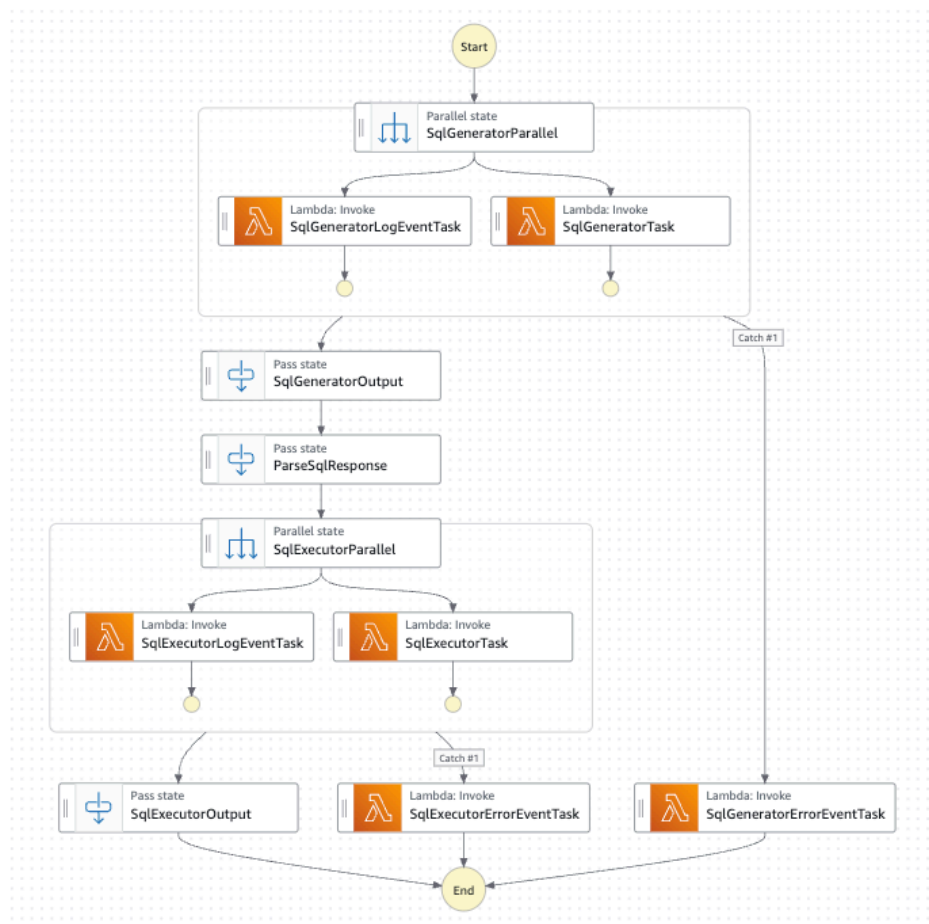 Start
Parallel state
SqlGeneratorParallel
Lambda: Invoke
SqlGeneratorLogEventTask
Lambda: Invoke
SqlGeneratorTask
Catch #1
Pass state
SqlGeneratorOutput
Pass state
ParseSqlResponse
Parallel state
SqlExecutorParallel
Lambda: Invoke
SqlExecutorLogEventTask
Lambda: Invoke
SqlExecutorTask
Catch #1
Pass state
SqlExecutorOutput
Lambda: Invoke
SqlExecutorErrorEventTask
Lambda: Invoke
SqlGeneratorErrorEventTask
End